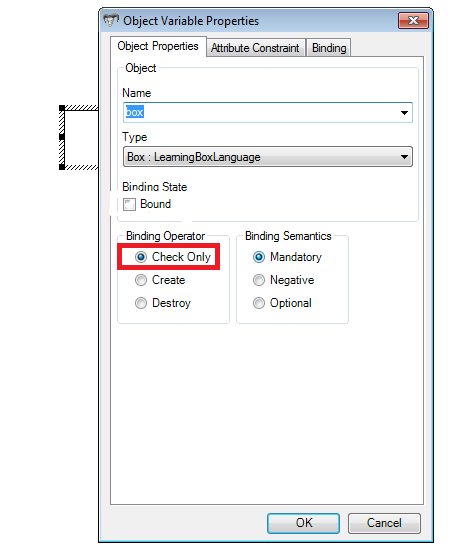 Object Variable Properties
Object Properties Attribute Constraint Binding
Object
Name
box
Type
Box : LearningBoxLanguage
Binding State
Bound
Binding Operator Binding Semantics
Check Only Mandatory
Create Negative
Destroy Optional
OK Cancel